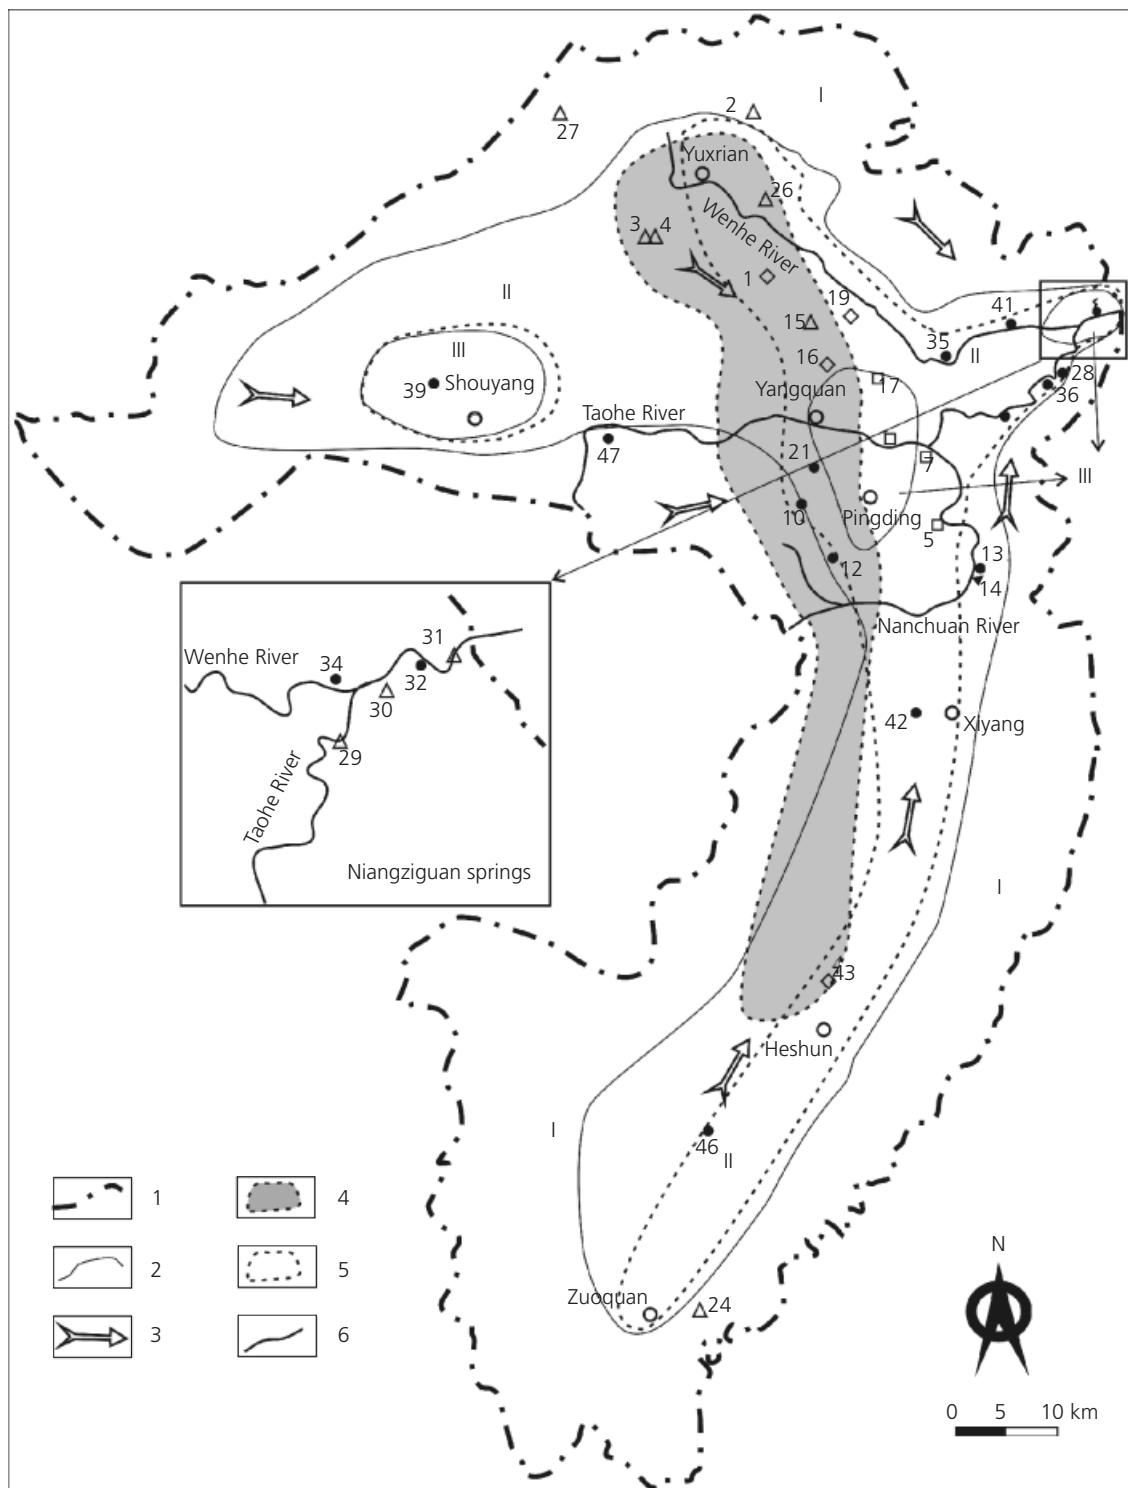 I
2
27
Yuxrian
26
Wenhe River
3 4
1
II
19
15
41
35
II
16
III
28
39 Shouyang
17
36
Yangquan
Taohe River
47
21
7
III
10
Pingding
5
12
13
14
Nanchuan River
31
Wenhe River
34
32
30
42
Xiyang
29
Taohe River
Niangziguan springs
I
43
Heshun
I
46
II
1
4
N
2
5
Zuoquan
24
3
6
0 5 10 km